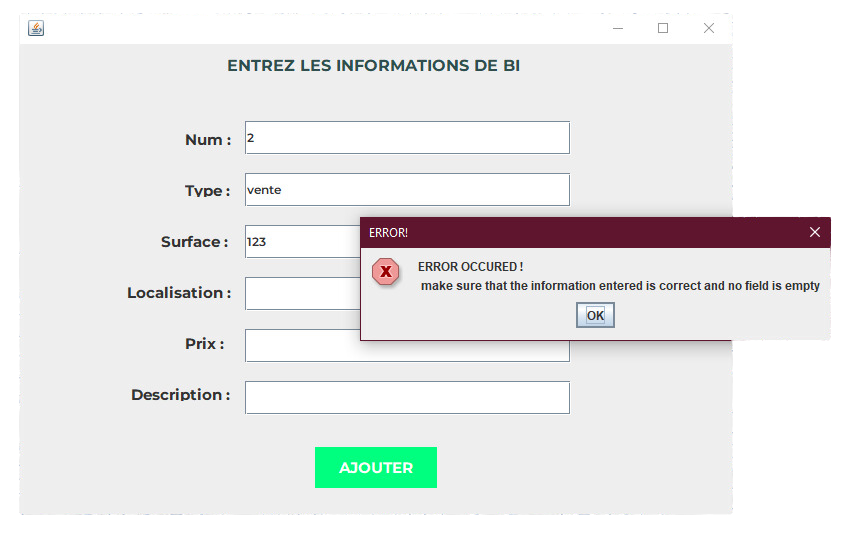 ENTREZ LES INFORMATIONS DE BI
Num : 2
Type : vente
Surface : 123
ERROR!
ERROR OCCURED !
make sure that the information entered is correct and no field is empty
OK
Localisation :
Prix :
Description :
AJOUTER